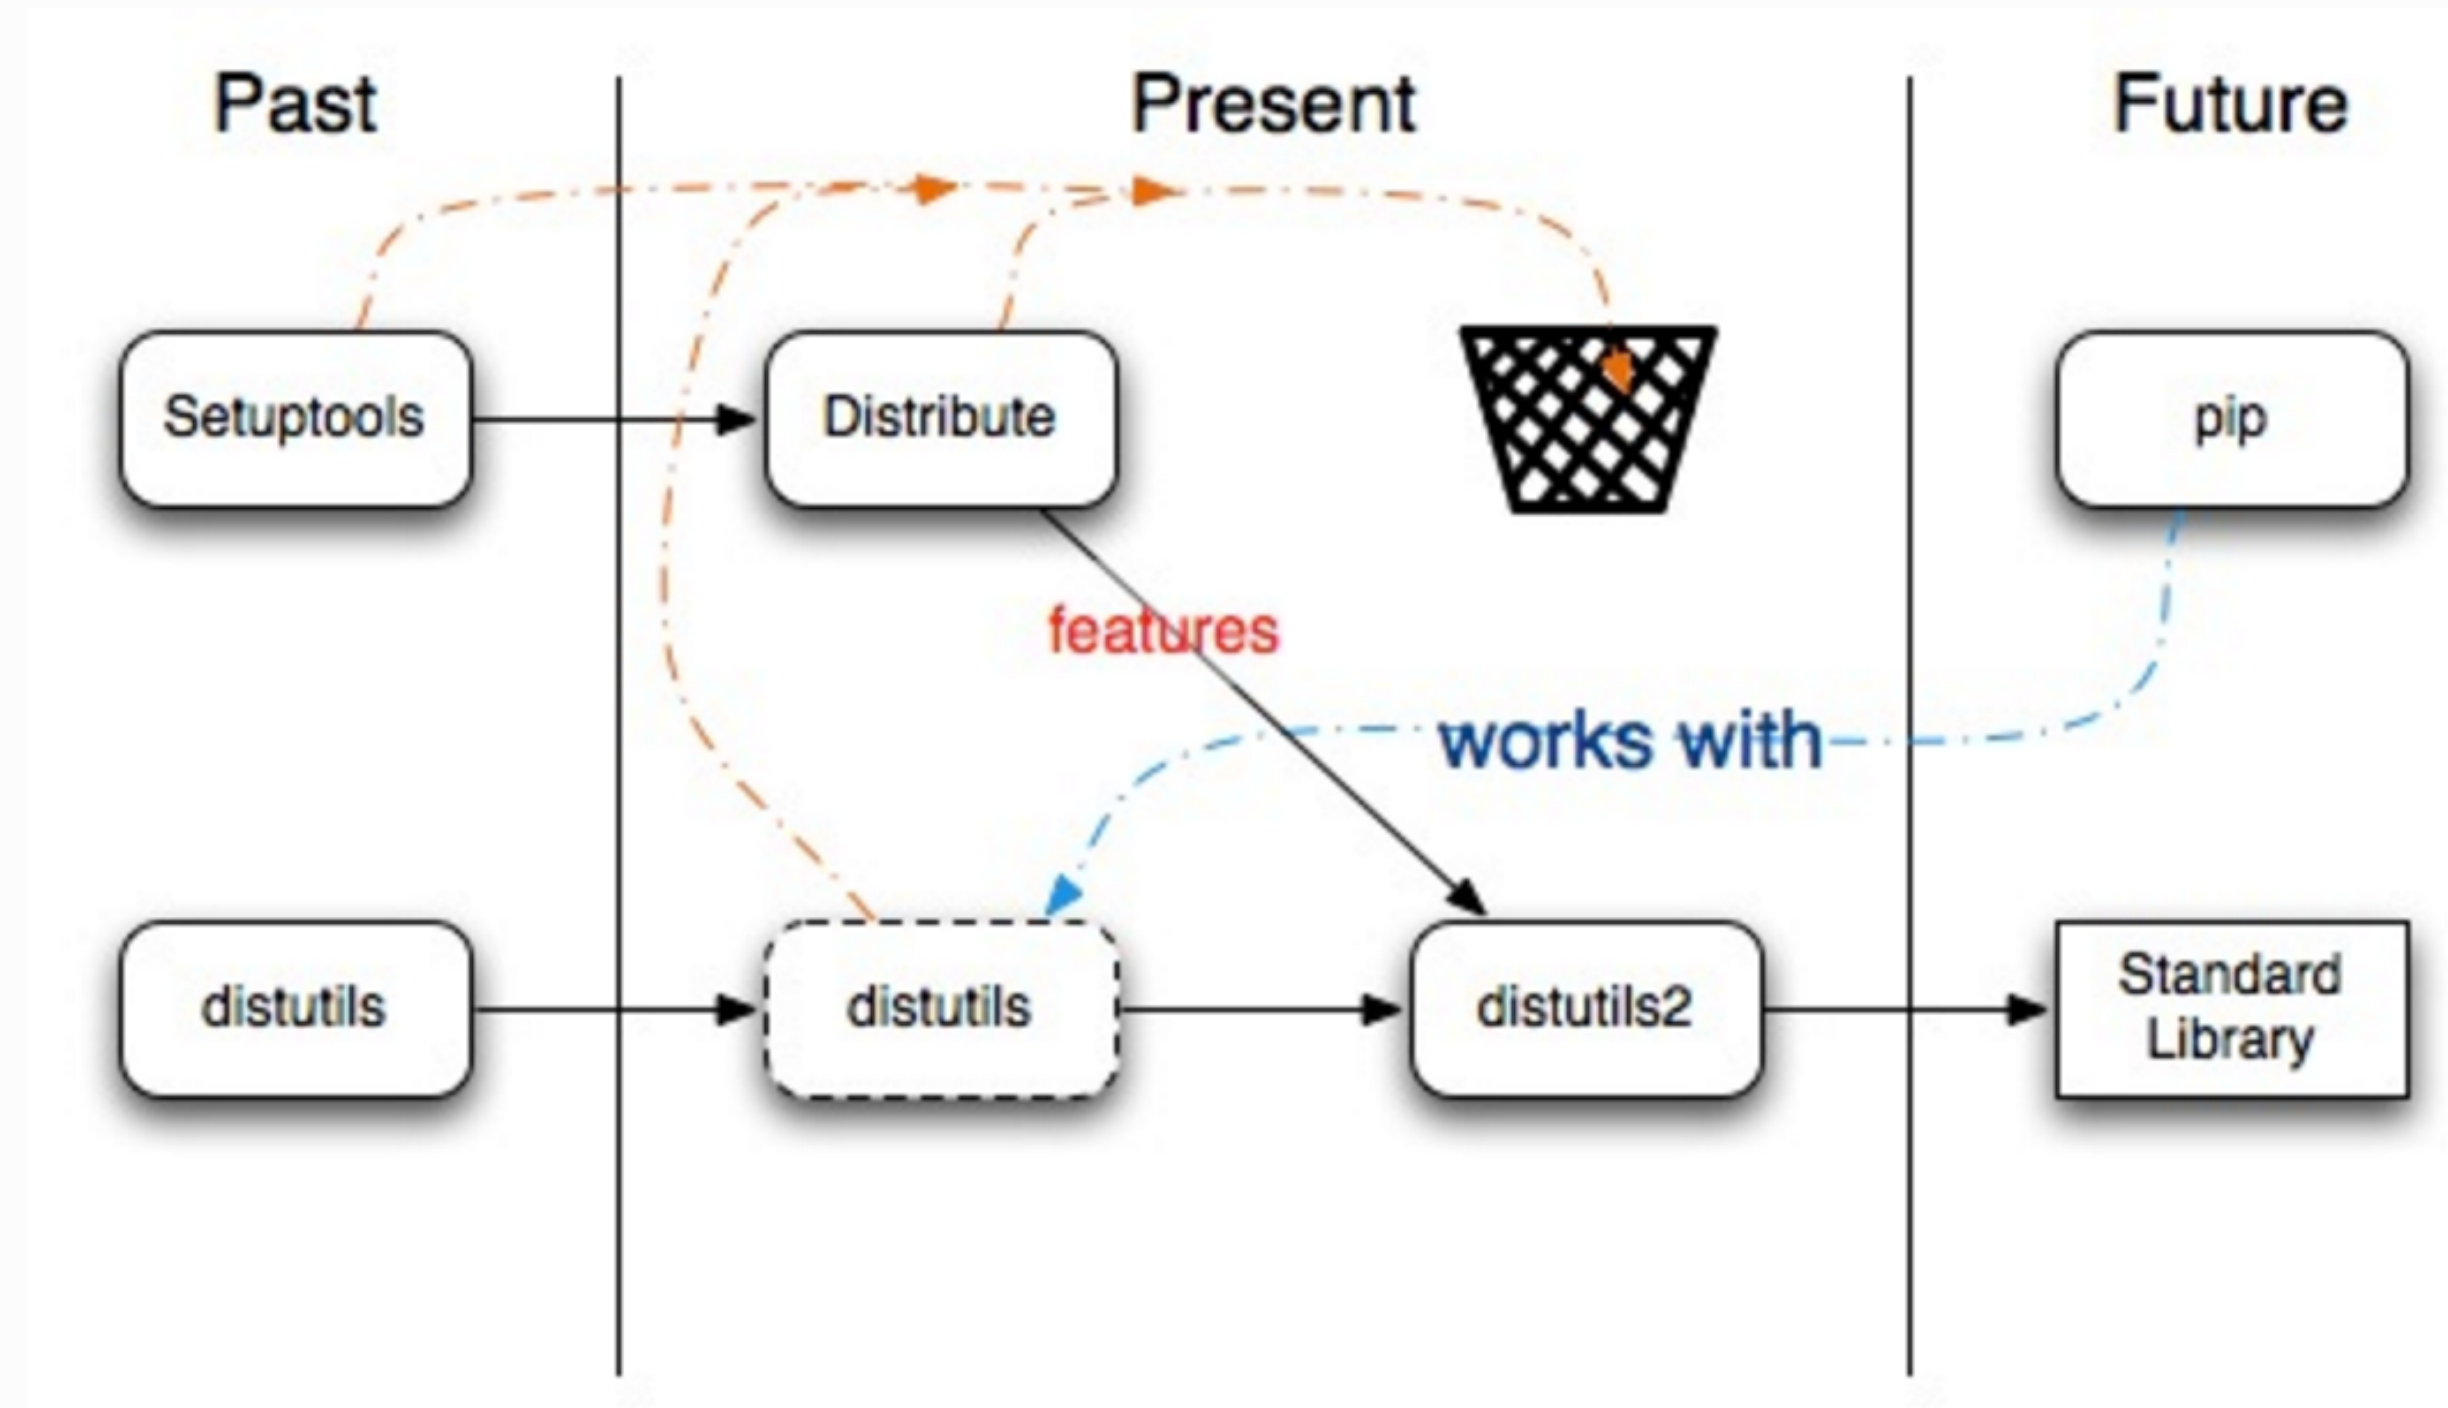 Past
Present
Future
Setuptools
Distribute
pip
features
works with
distutils
distutils
distutils2
Standard
Library